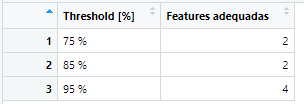 Threshold [%] Features adequadas
1 75 % 2
2 85 % 2
3 95 % 4